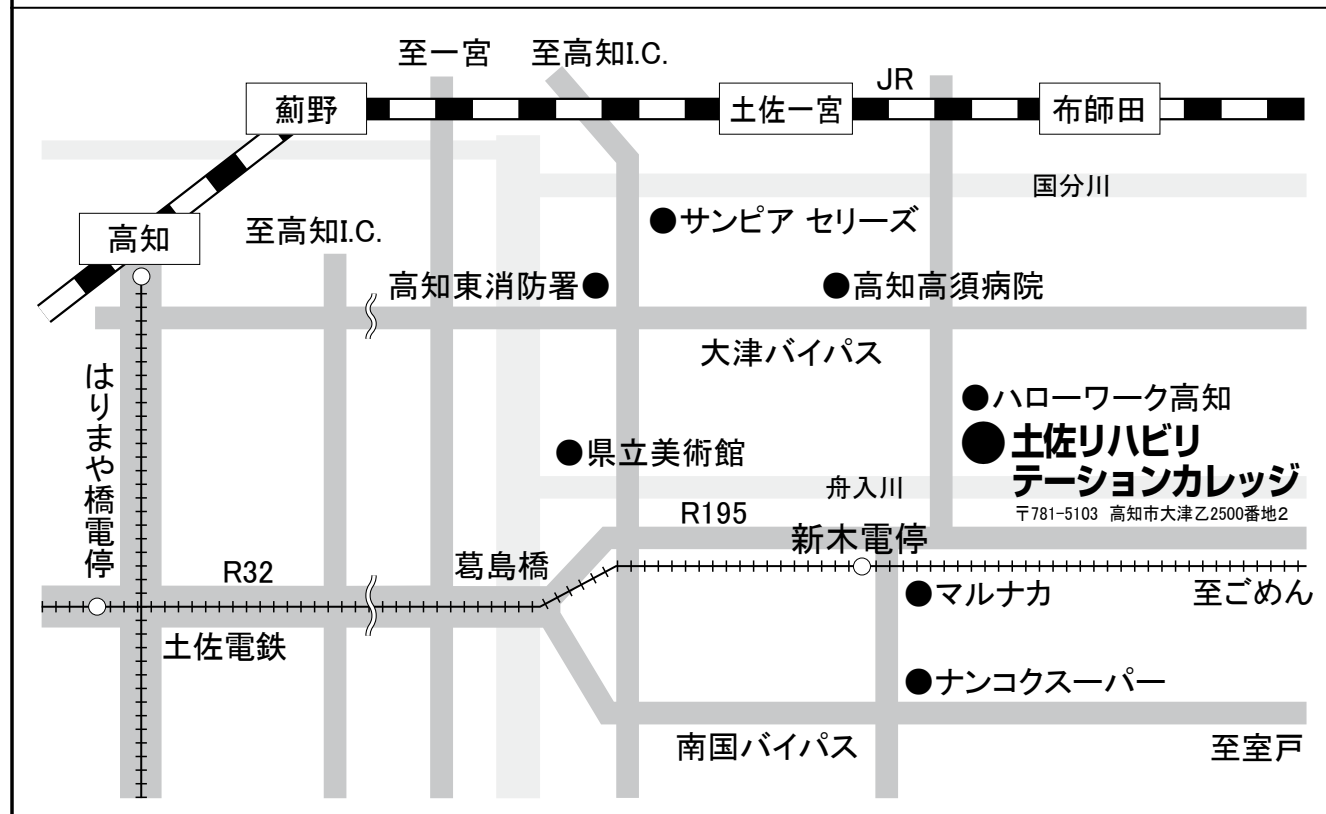 至一宮
至高知I.C.
JR
薊野
土佐一宮
布師田
国分川
●サンピア セリーズ
高知
至高知I.C.
高知東消防署●
●高知高須病院
大津バイパス
はりまや橋電停
●ハローワーク高知
●土佐リハビリ
テーションカレッジ
〒781-5103 高知市大津乙2500番地2
●県立美術館
舟入川
R195
新木電停
葛島橋
R32
●マルナカ
至ごめん
土佐電鉄
●ナンコクスーパー
南国バイパス
至室戸